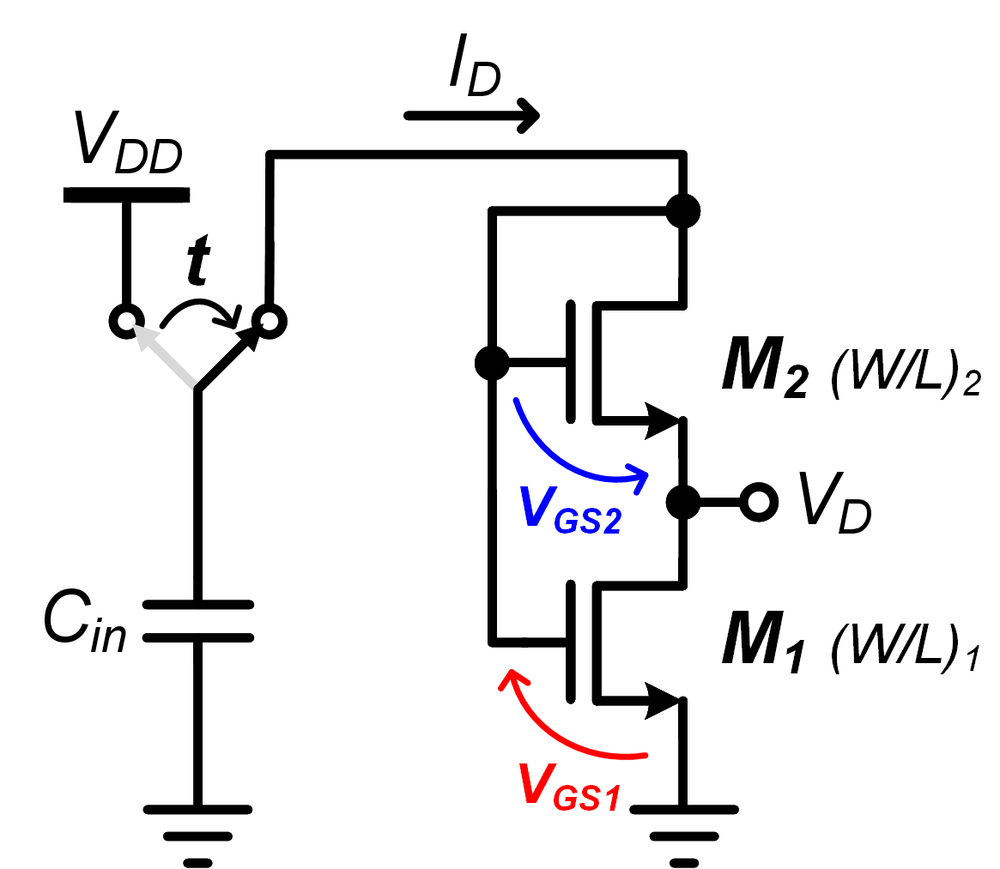 I_D
V_DD
t
M_2 (W/L)_2
V_GS2
V_D
C_in
M_1 (W/L)_1
V_GS1